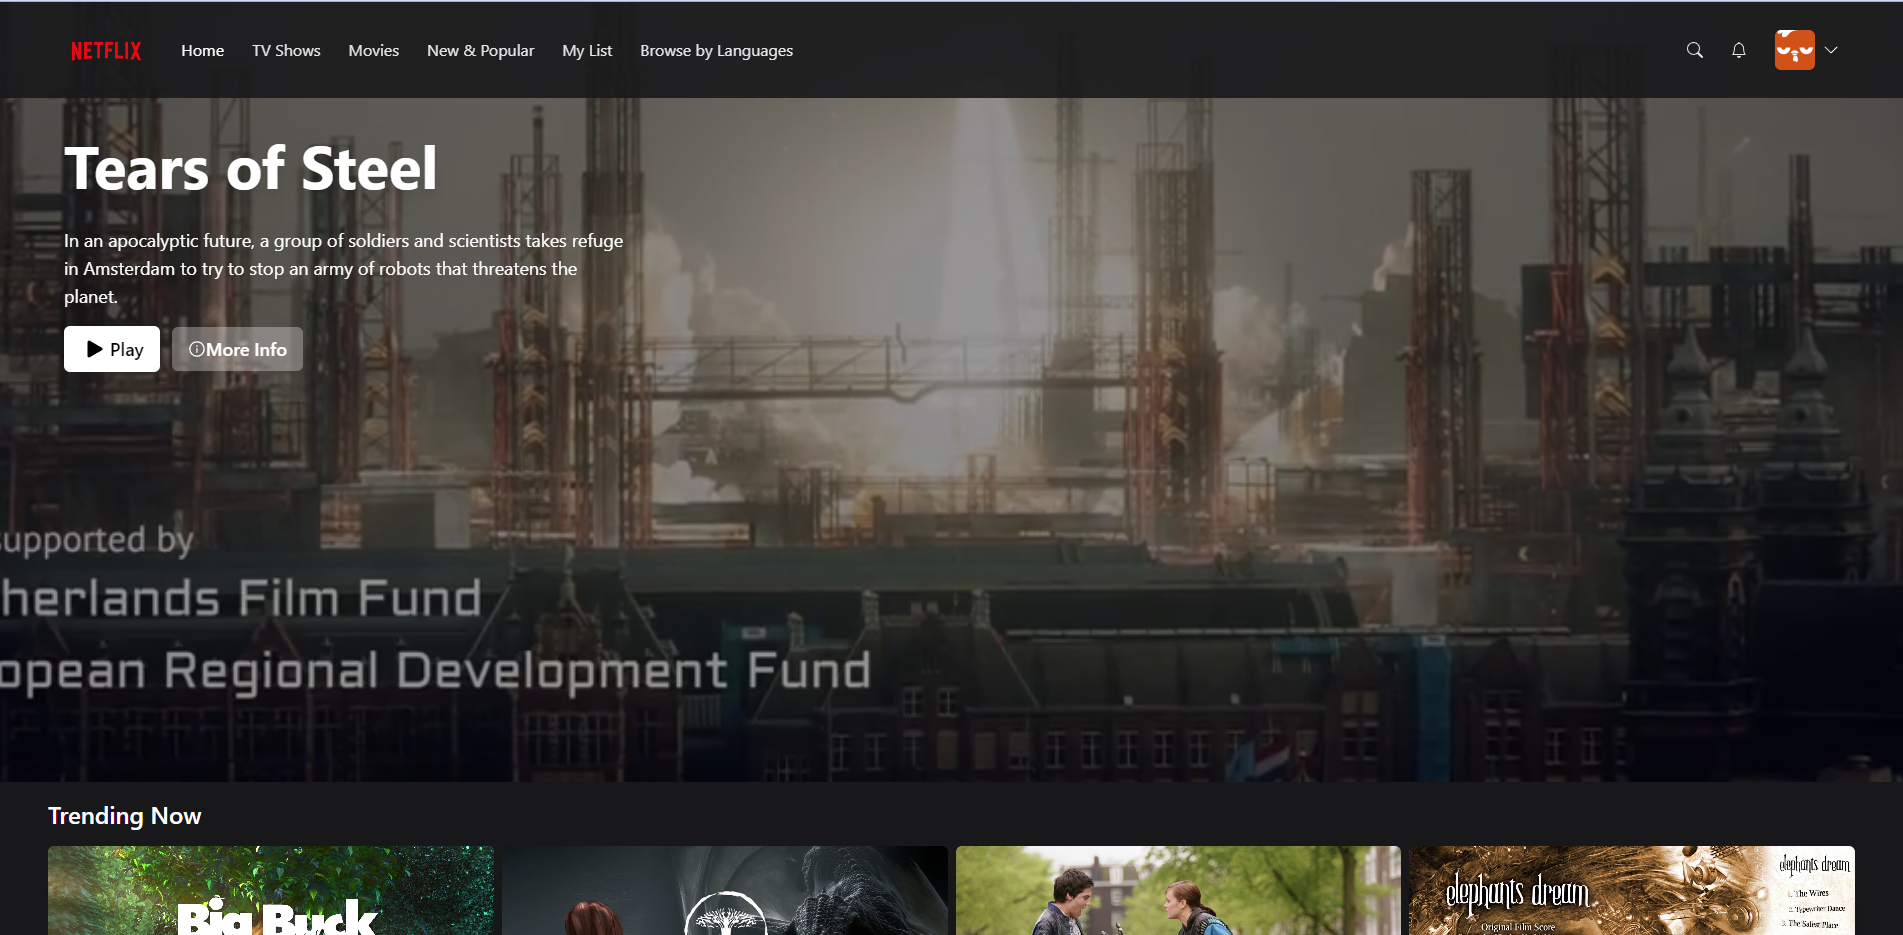 NETFLIX Home TV Shows Movies New & Popular My List Browse by Languages
Tears of Steel
In an apocalyptic future, a group of soldiers and scientists takes refuge
in Amsterdam to try to stop an army of robots that threatens the
planet.
Play More Info
supported by
herlands Film Fund
opean Regional Development Fund
Trending Now
Big Buck
elephants dream
Original Film Score
elephants dream
1. The Wires
2. Typewriter Dance
3. The Safest Place